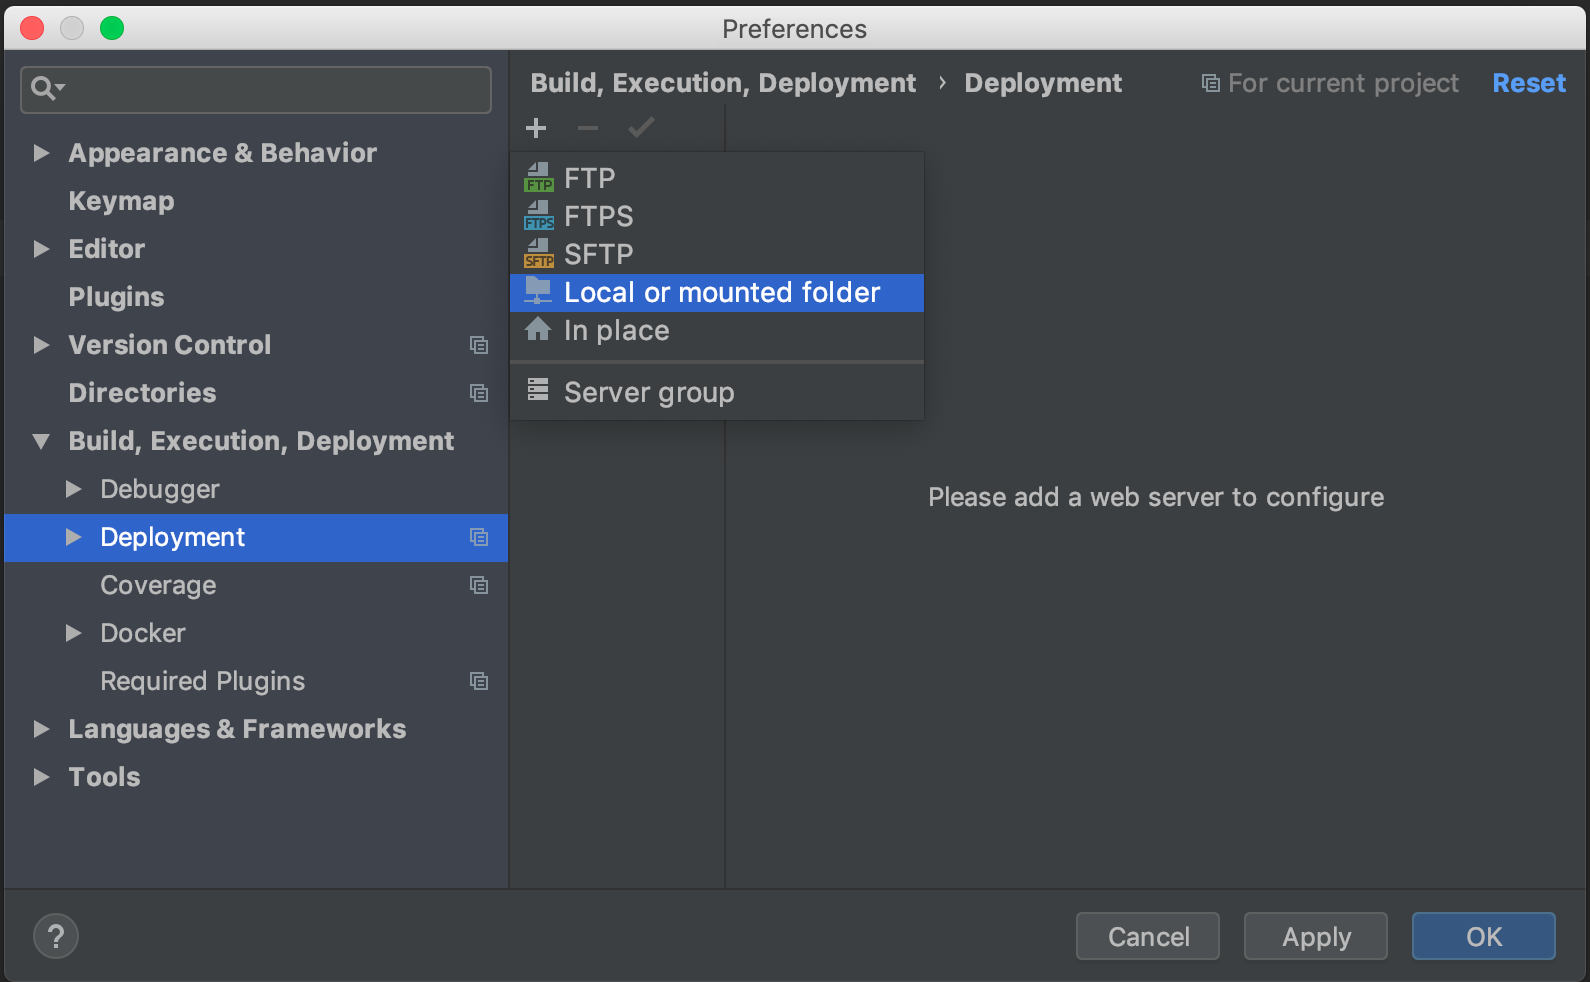 Preferences
Build, Execution, Deployment › Deployment
For current project
Reset
Appearance & Behavior
Keymap
Editor
Plugins
Version Control
Directories
Build, Execution, Deployment
Debugger
Deployment
Coverage
Docker
Required Plugins
Languages & Frameworks
Tools
FTP FTP
FTPS FTPS
SFTP SFTP
Local or mounted folder
In place
Server group
Please add a web server to configure
?
Cancel
Apply
OK